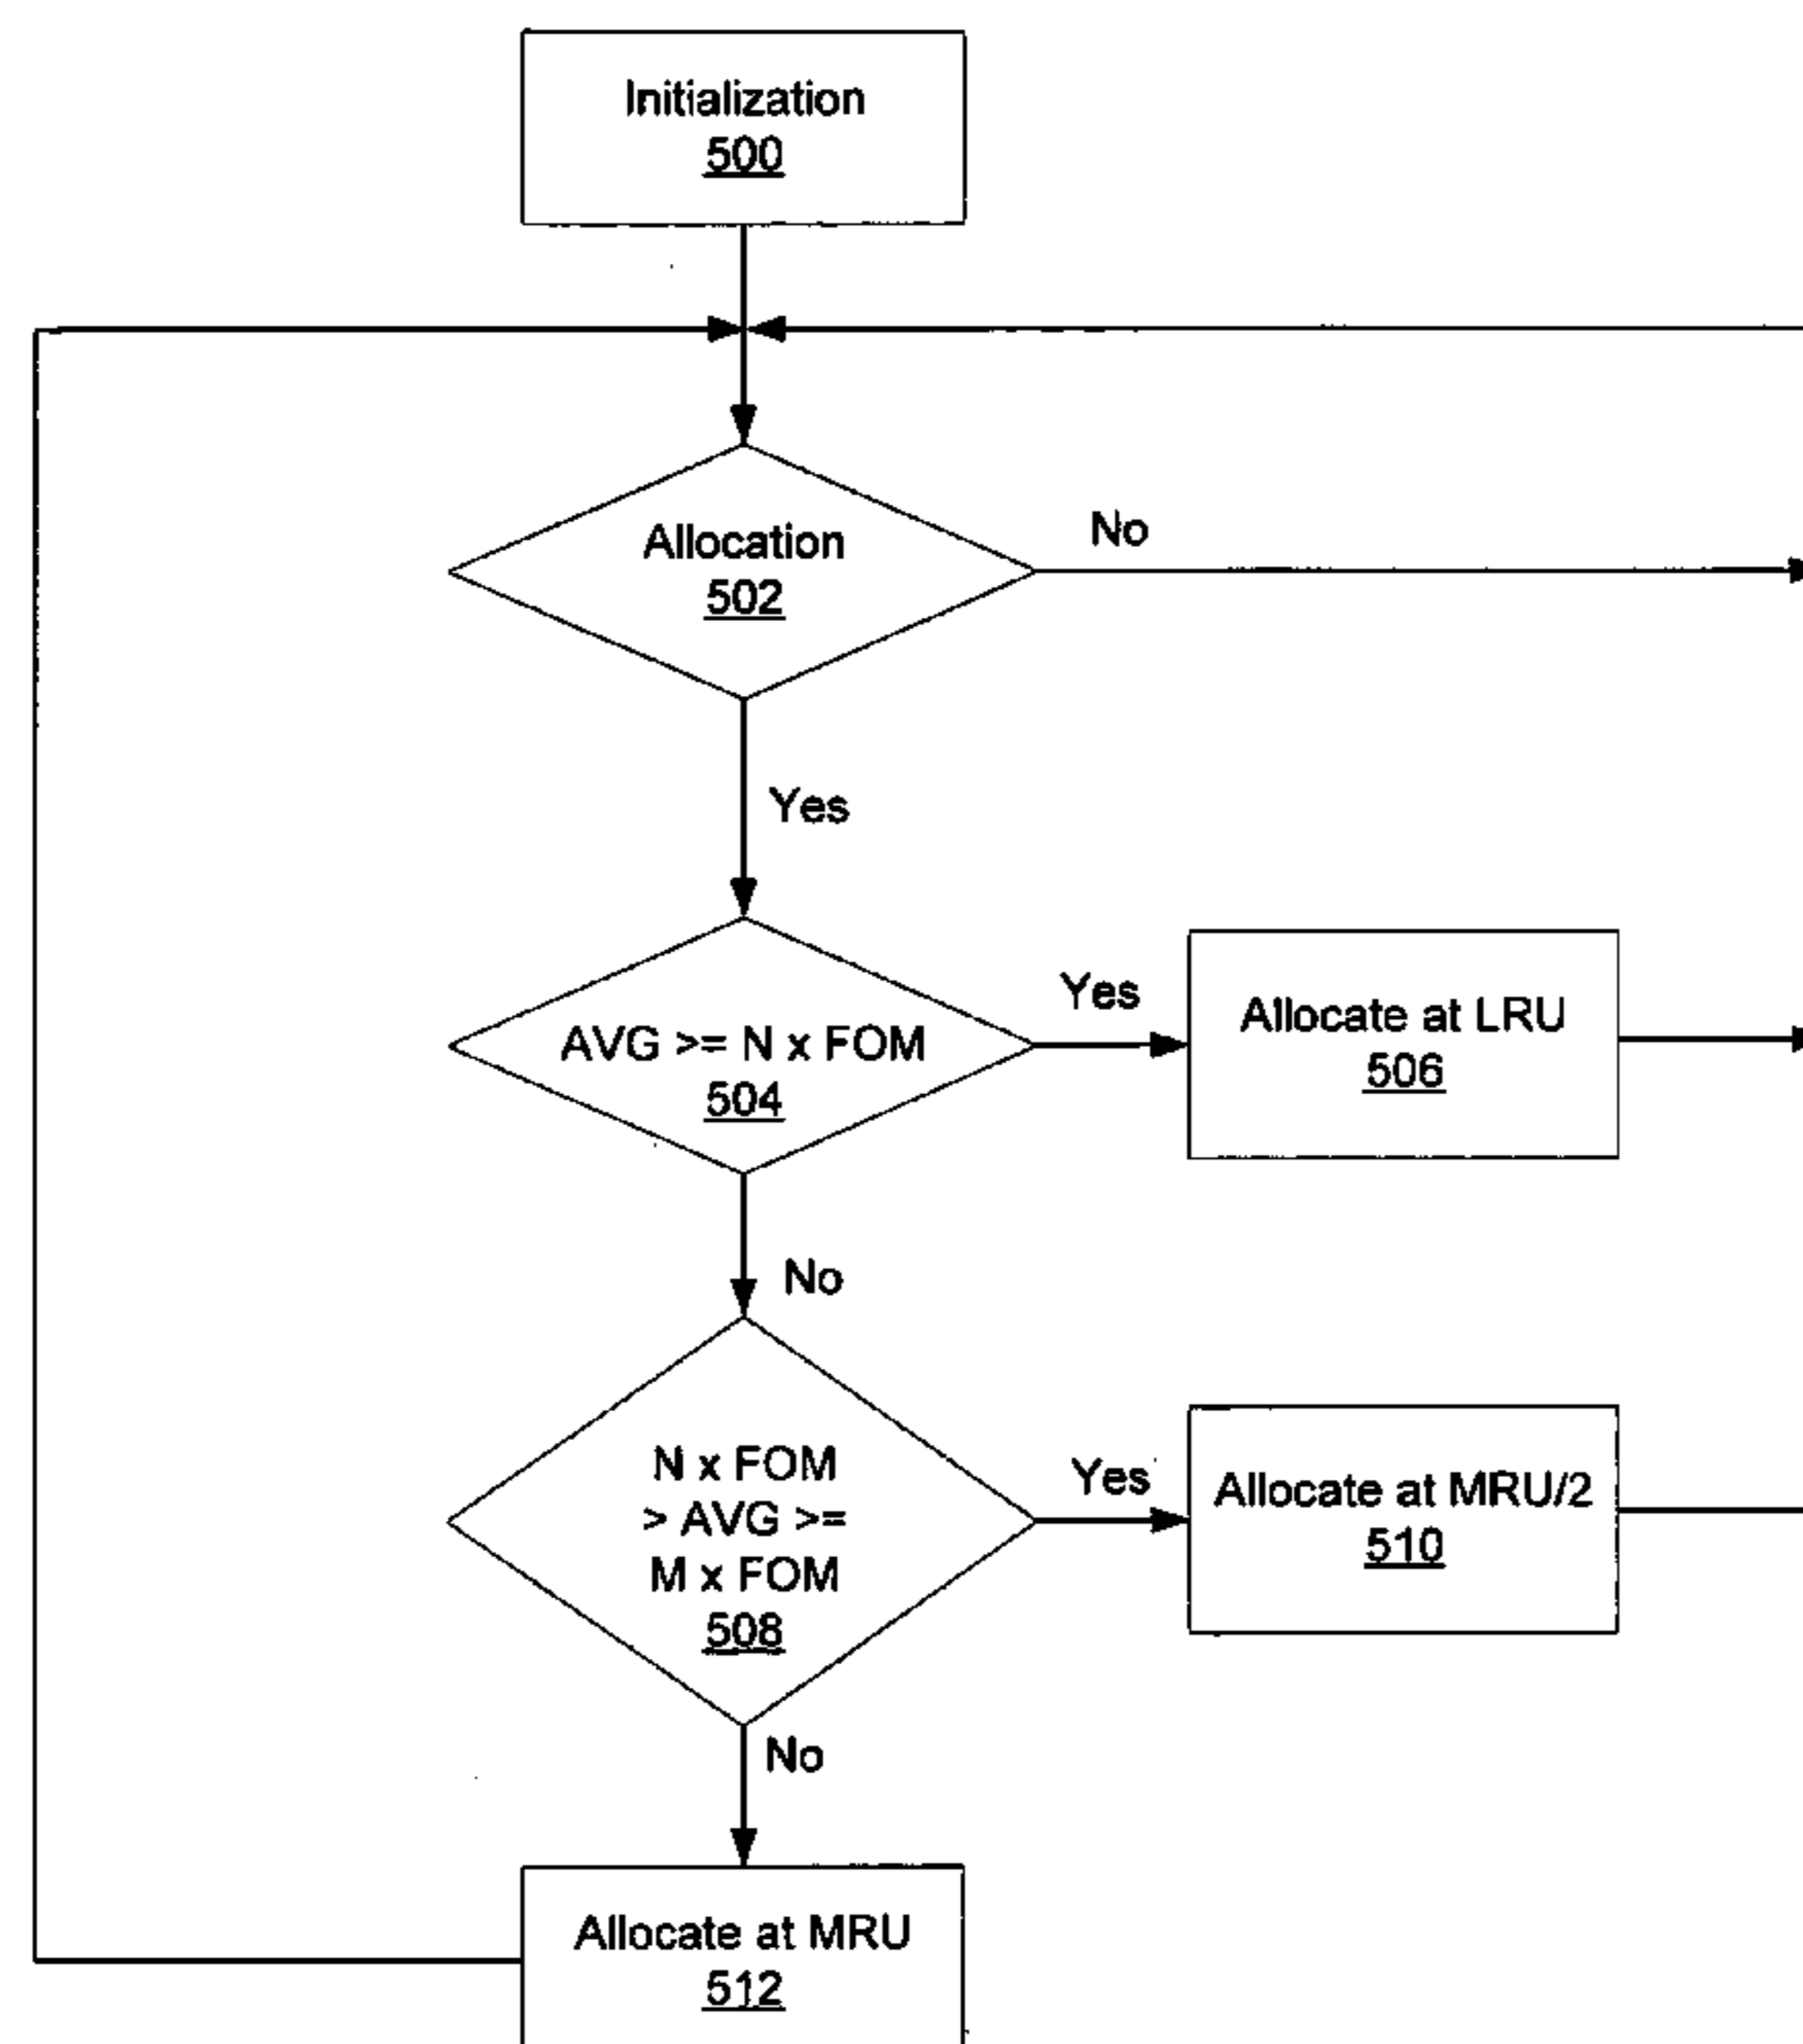 Initialization
500
Allocation
502
No
Yes
AVG >= N x FOM
504
Yes
Allocate at LRU
506
No
N x FOM
> AVG >=
M x FOM
508
Yes
Allocate at MRU/2
510
No
Allocate at MRU
512